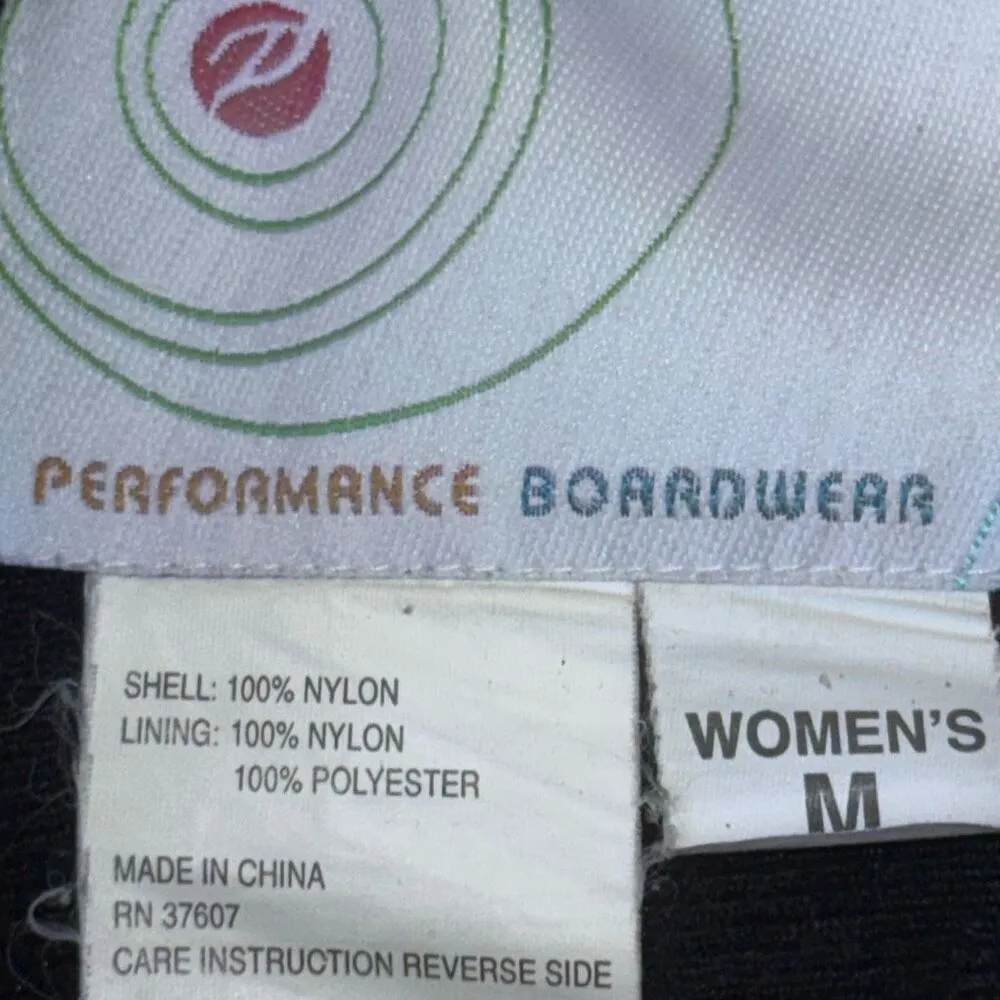 PERFORMANCE BOARDWEAR
SHELL: 100% NYLON
LINING: 100% NYLON
100% POLYESTER
MADE IN CHINA
RN 37607
CARE INSTRUCTION REVERSE SIDE
WOMEN'S
M